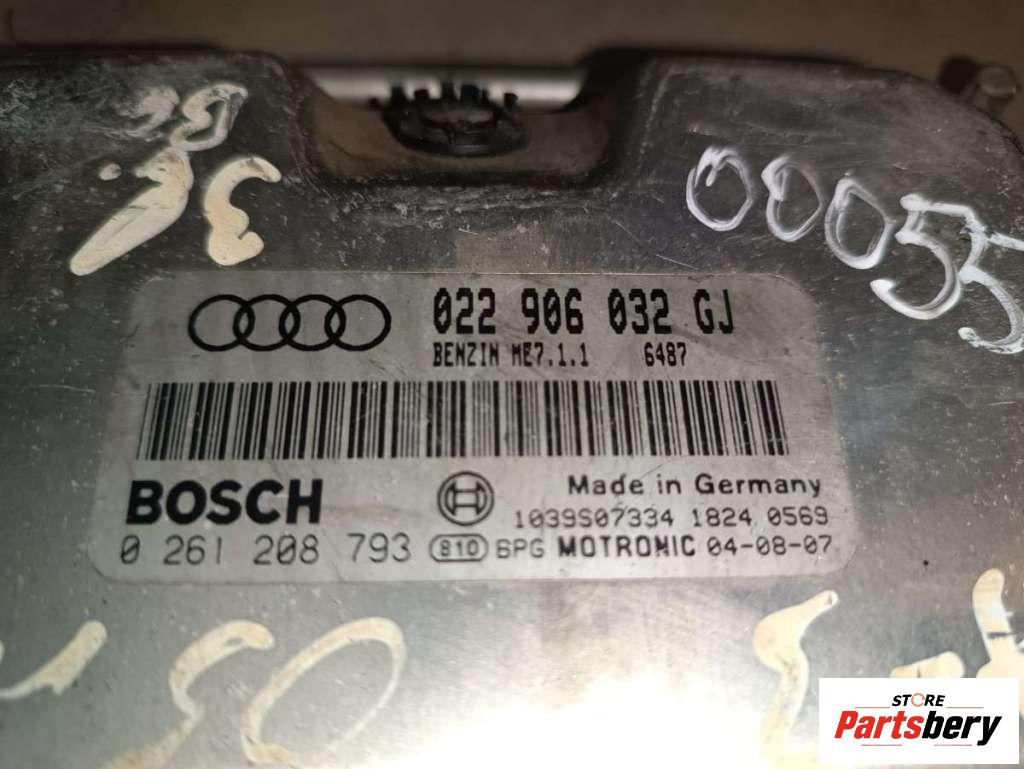 00055
022 906 032 GJ
BENZIN ME7.1.1 6487
BOSCH
Made in Germany
1039S07334 1824 0569
0 261 208 793 810 BPG MOTRONIC 04-08-07
STORE
Partsbery